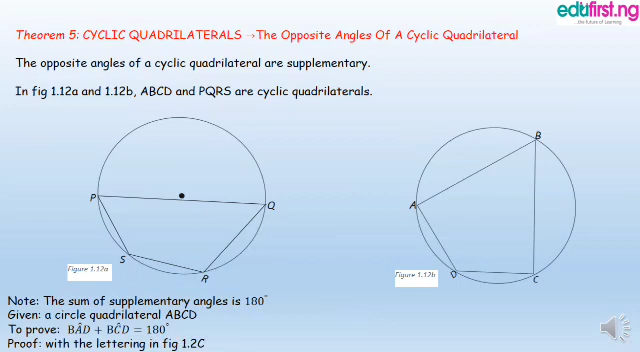 edufirst.ng
...the future of Learning
Theorem 5: CYCLIC QUADRILATERALS →The Opposite Angles Of A Cyclic Quadrilateral
The opposite angles of a cyclic quadrilateral are supplementary.
In fig 1.12a and 1.12b, ABCD and PQRS are cyclic quadrilaterals.
P
Q
S
R
Figure 1.12a
B
A
D
C
Figure 1.12b
Note: The sum of supplementary angles is 180°
Given: a circle quadrilateral ABCD
To prove: BÂD + BĈD = 180°
Proof: with the lettering in fig 1.2C